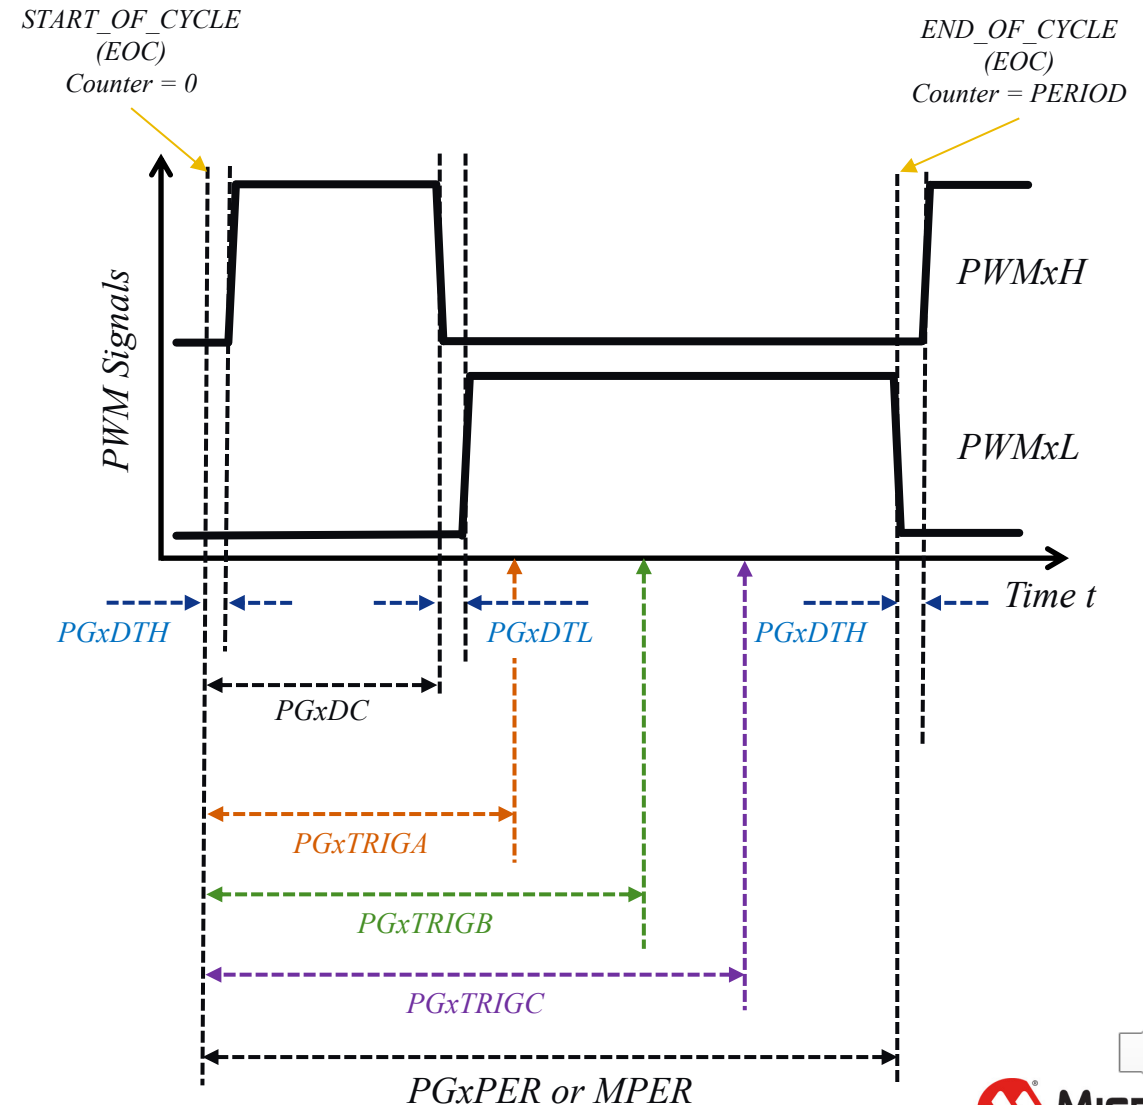 START_OF_CYCLE
(EOC)
Counter = 0
END_OF_CYCLE
(EOC)
Counter = PERIOD
PWM Signals
PWMxH
PWMxL
Time t
PGxDTH
PGxDTL
PGxDTH
PGxDC
PGxTRIGA
PGxTRIGB
PGxTRIGC
PGxPER or MPER